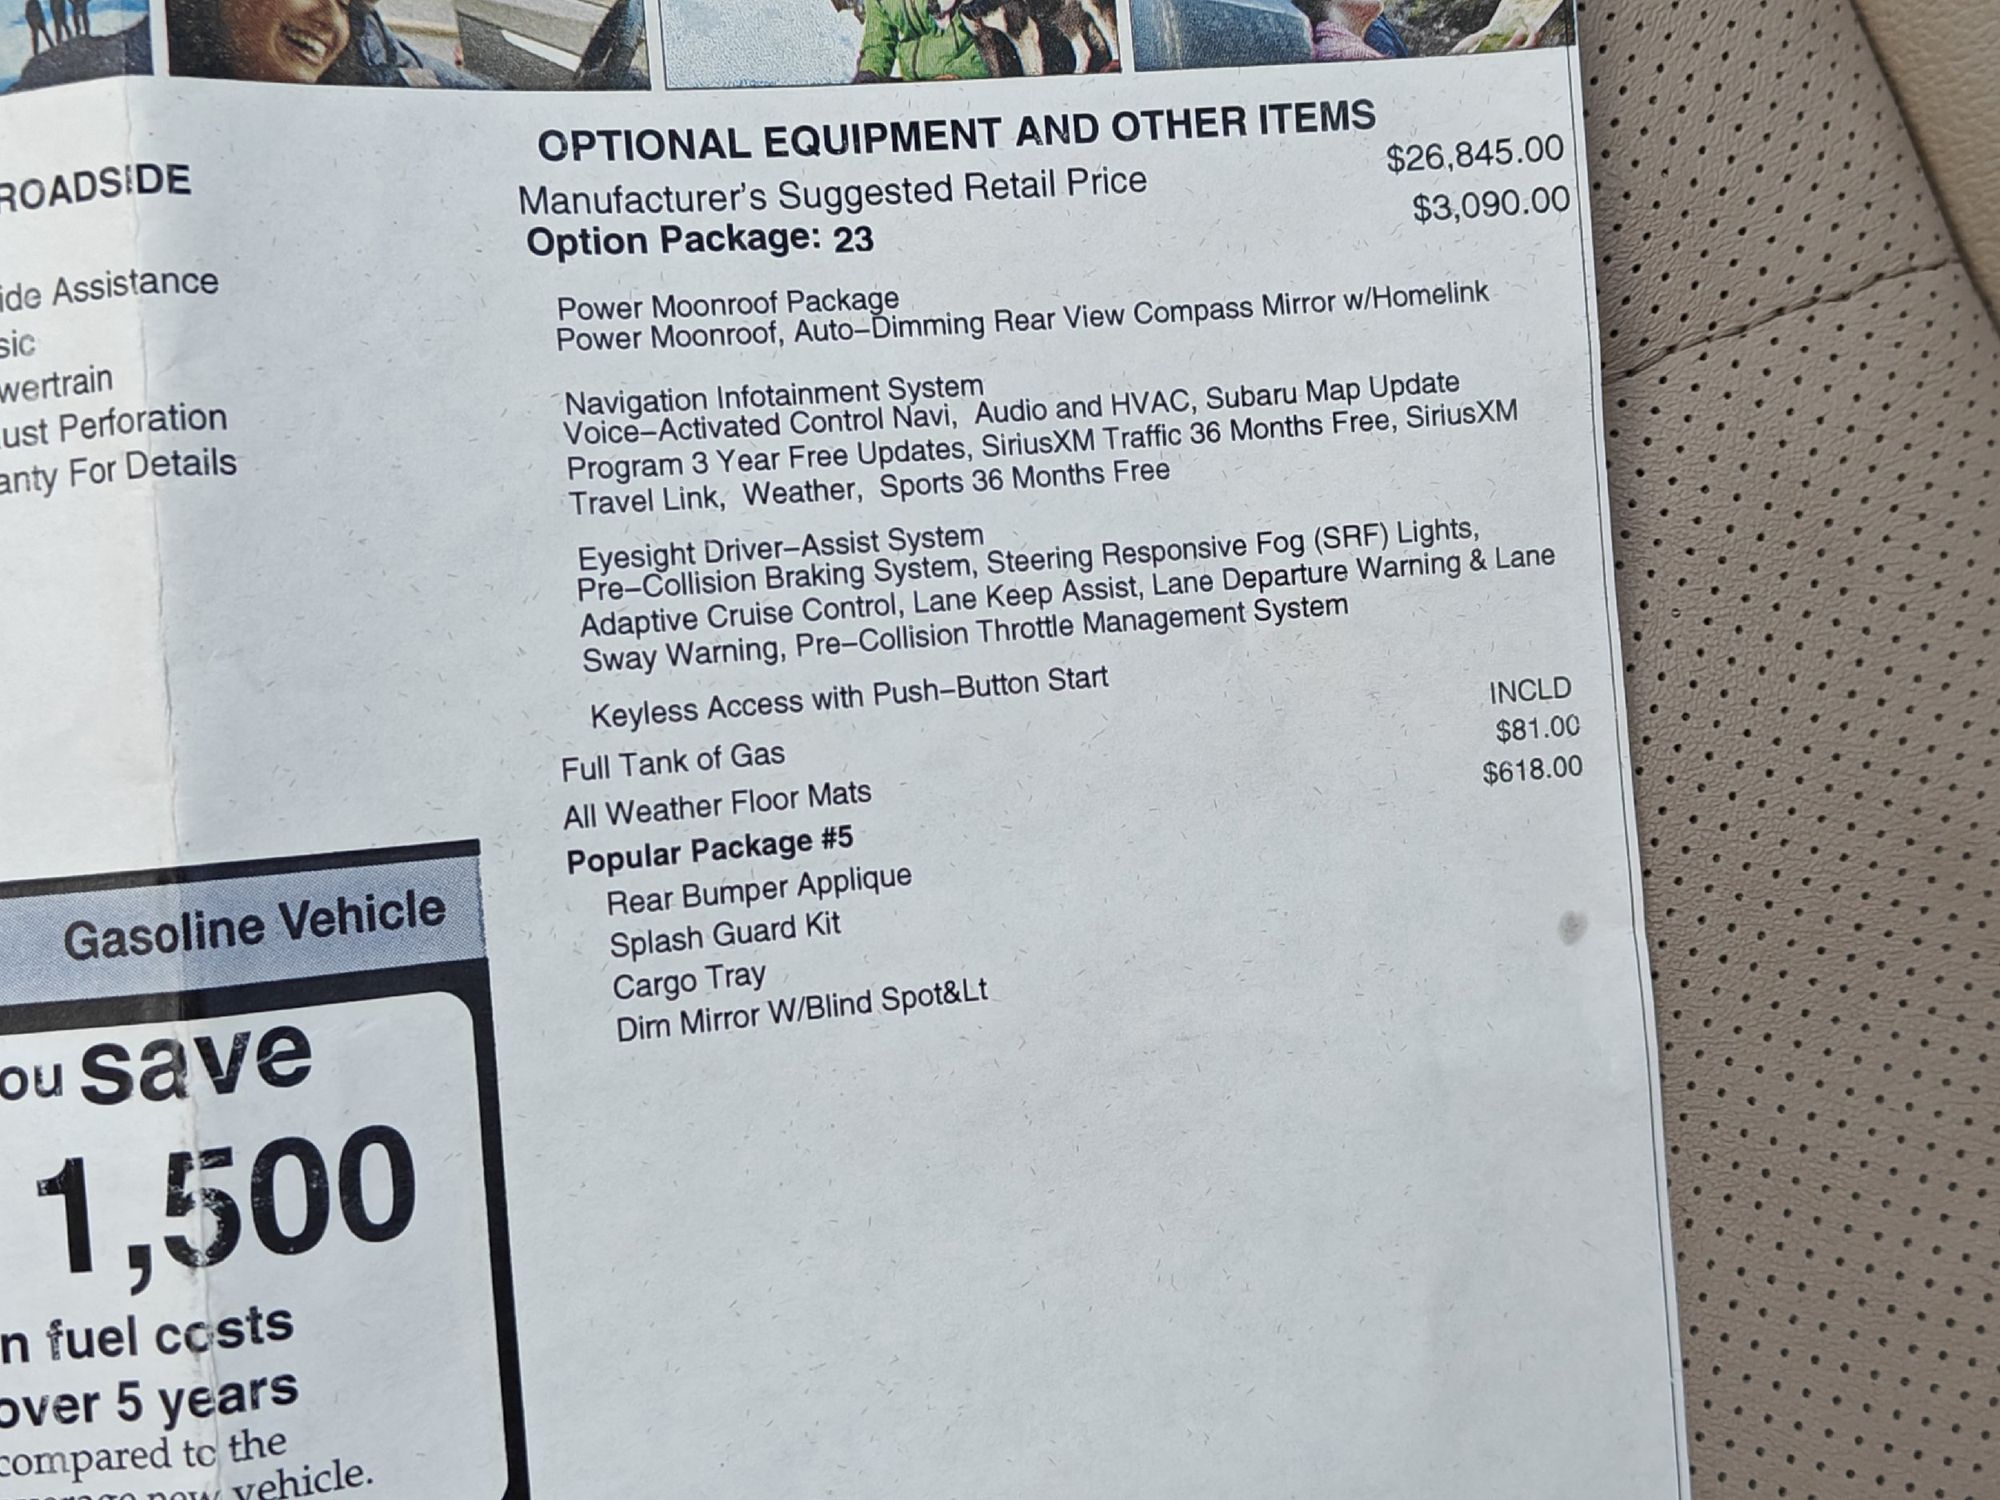 ROADSIDE
ide Assistance
sic
wertrain
ust Perforation
anty For Details
OPTIONAL EQUIPMENT AND OTHER ITEMS
Manufacturer's Suggested Retail Price $26,845.00
Option Package: 23 $3,090.00
Power Moonroof Package
Power Moonroof, Auto-Dimming Rear View Compass Mirror w/Homelink
Navigation Infotainment System
Voice-Activated Control Navi, Audio and HVAC, Subaru Map Update
Program 3 Year Free Updates, SiriusXM Traffic 36 Months Free, SiriusXM
Travel Link, Weather, Sports 36 Months Free
Eyesight Driver-Assist System
Pre-Collision Braking System, Steering Responsive Fog (SRF) Lights,
Adaptive Cruise Control, Lane Keep Assist, Lane Departure Warning & Lane
Sway Warning, Pre-Collision Throttle Management System
Keyless Access with Push-Button Start
Full Tank of Gas INCLD
All Weather Floor Mats $81.00
Popular Package #5 $618.00
Rear Bumper Applique
Splash Guard Kit
Cargo Tray
Dim Mirror W/Blind Spot&Lt
Gasoline Vehicle
ou save
1,500
n fuel costs
over 5 years
compared to the
new vehicle.